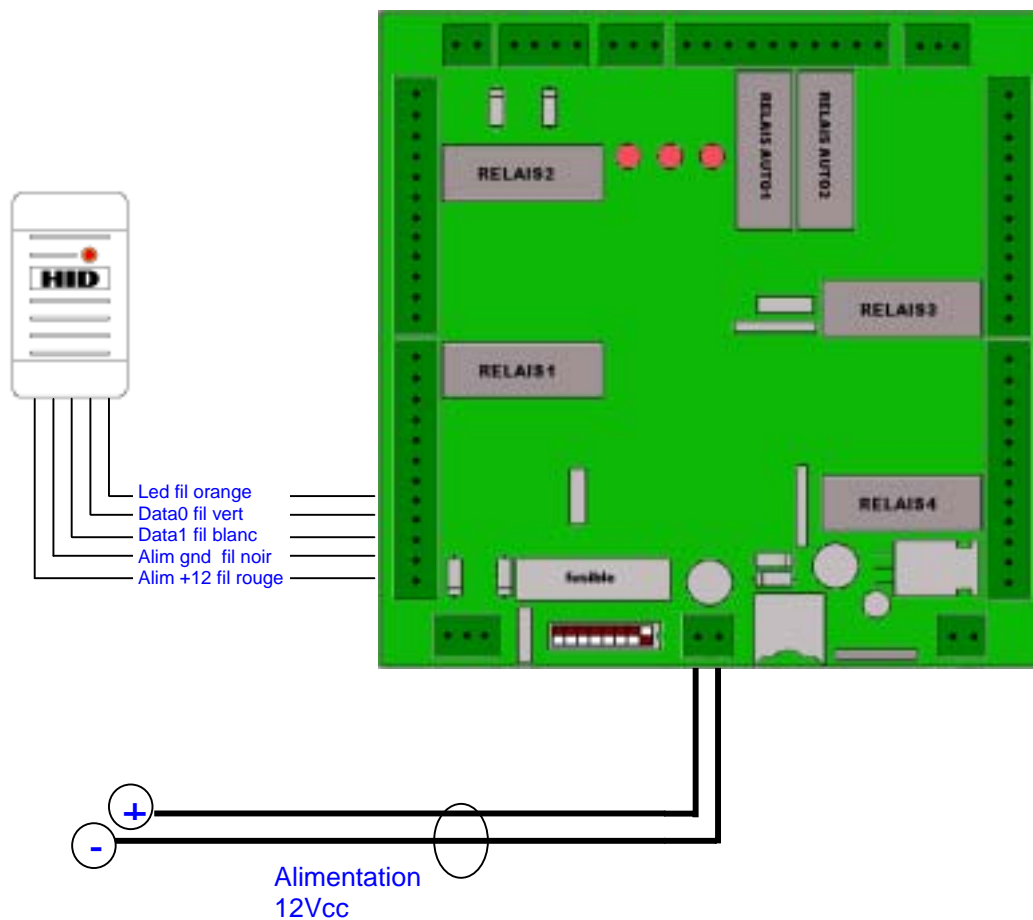 RELAIS AUTO1
RELAIS AUTO2
RELAIS2
HID
RELAIS3
RELAIS1
Led fil orange
Data0 fil vert
Data1 fil blanc
Alim gnd  fil noir
Alim +12 fil rouge
RELAIS4
fusible
+
-
Alimentation
12Vcc